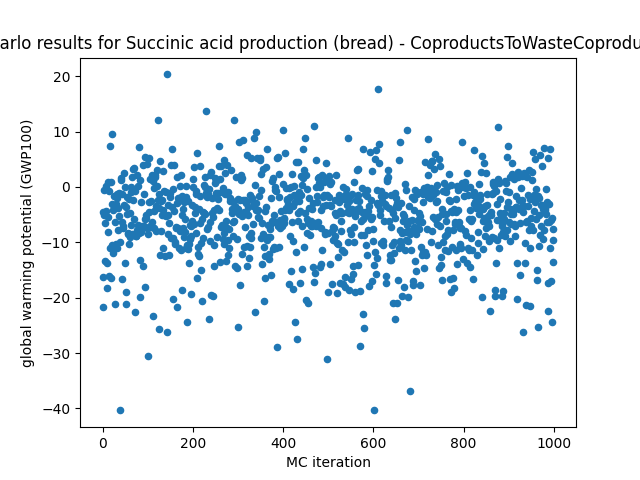 arlo results for Succinic acid production (bread) - CoproductsToWasteCoprodu
20
10
0
−10
−20
−30
−40
global warming potential (GWP100)
0 200 400 600 800 1000
MC iteration